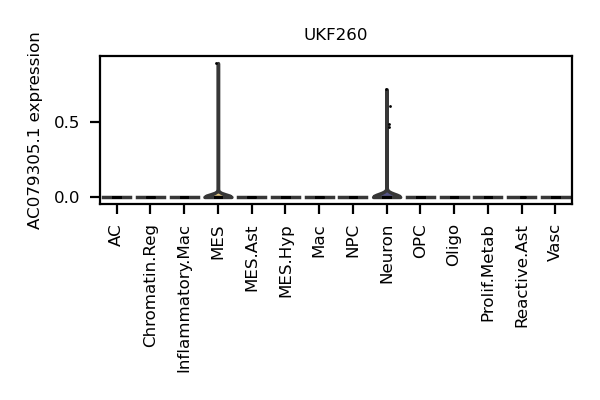 UKF260
AC079305.1 expression
0.5
0.0
AC
Chromatin.Reg
Inflammatory.Mac
MES
MES.Ast
MES.Hyp
Mac
NPC
Neuron
OPC
Oligo
Prolif.Metab
Reactive.Ast
Vasc